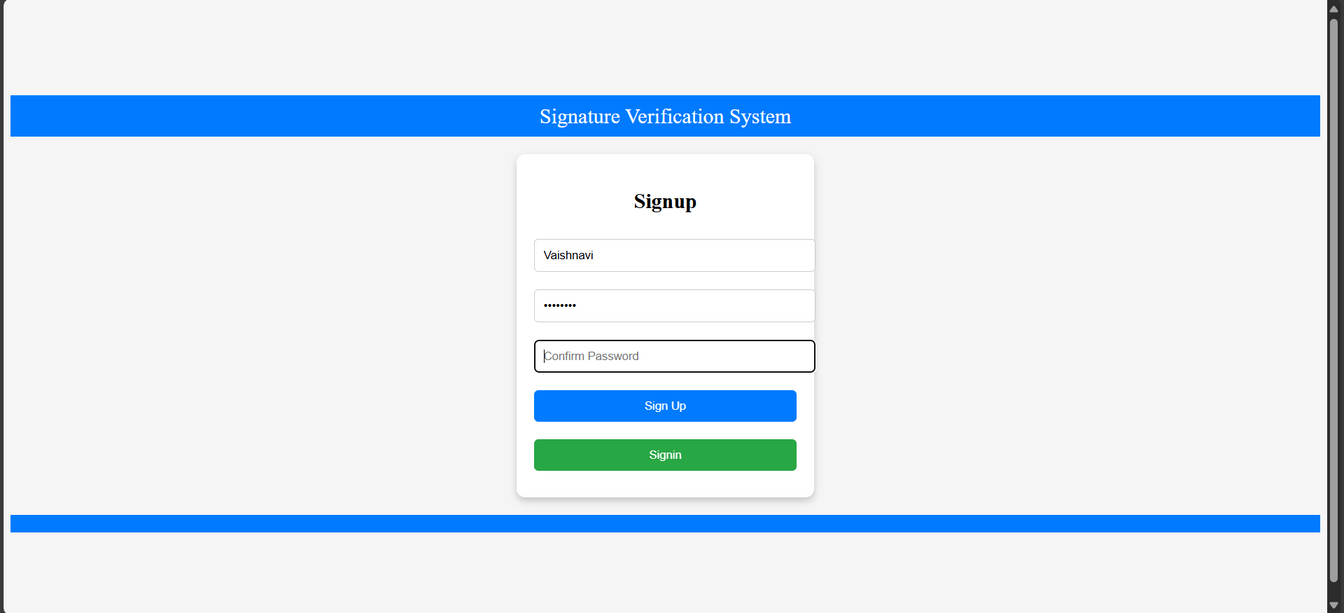 Signature Verification System
Signup
Vaishnavi
••••••••
Confirm Password
Sign Up
Signin